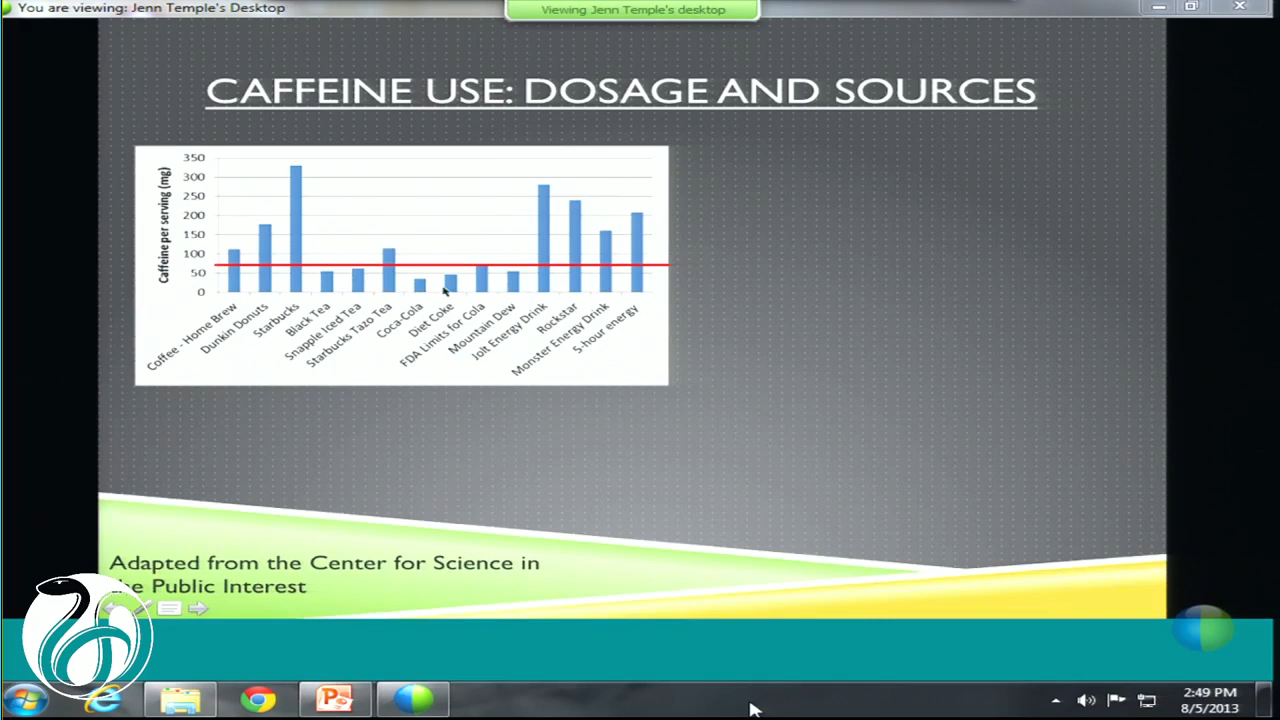 You are viewing: Jenn Temple's Desktop
Viewing Jenn Temple's desktop
CAFFEINE USE: DOSAGE AND SOURCES
Caffeine per serving (mg)
350
300
250
200
150
100
50
0
Coffee - Home Brew
Dunkin Donuts
Starbucks
Black Tea
Snapple Iced Tea
Starbucks Tazo Tea
Coca-Cola
Diet Coke
FDA Limits for Cola
Mountain Dew
Jolt Energy Drink
Rockstar
Monster Energy Drink
5-hour energy
Adapted from the Center for Science in
the Public Interest
2:49 PM
8/5/2013